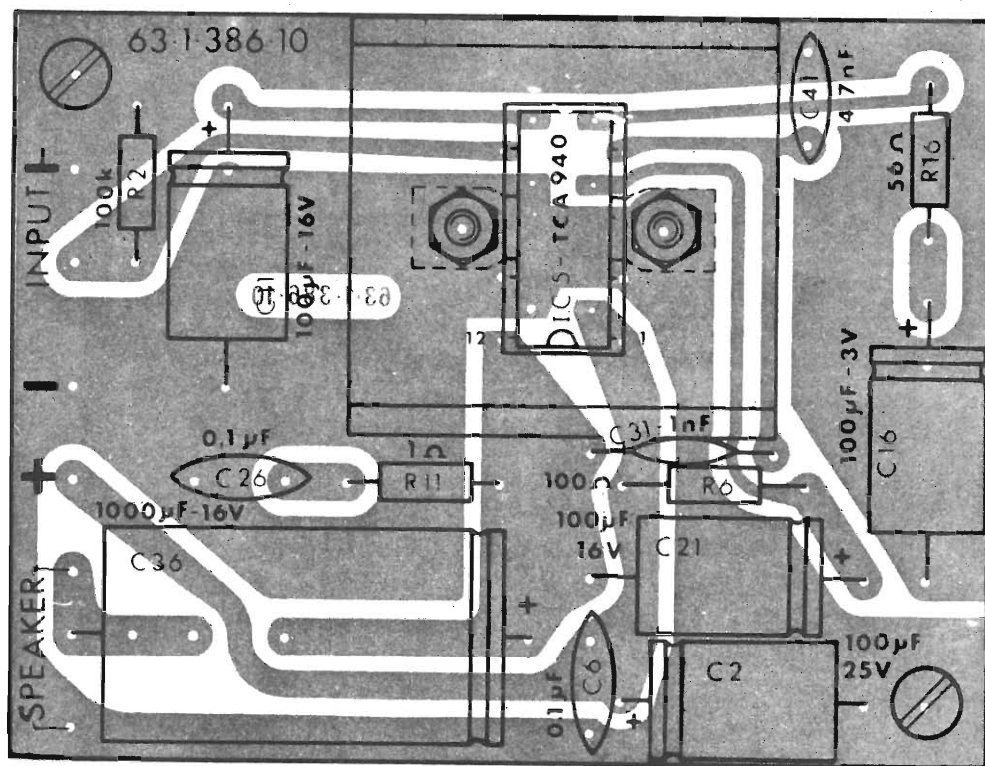 63·1·386·10
C41
4.7nF
+
INPUT
R2
100k
100µF-16V
63·1·386·10
IC 5-TCA940
56Ω
R16
12
1
+
100µF-3V
C16
−
C31
1nF
0,1µF
1Ω
+
C26
R11
100Ω
R6
1000µF-16V
100µF
16V
C21
C36
+
+
SPEAKER
100µF
25V
C2
C6
0.1µF
+